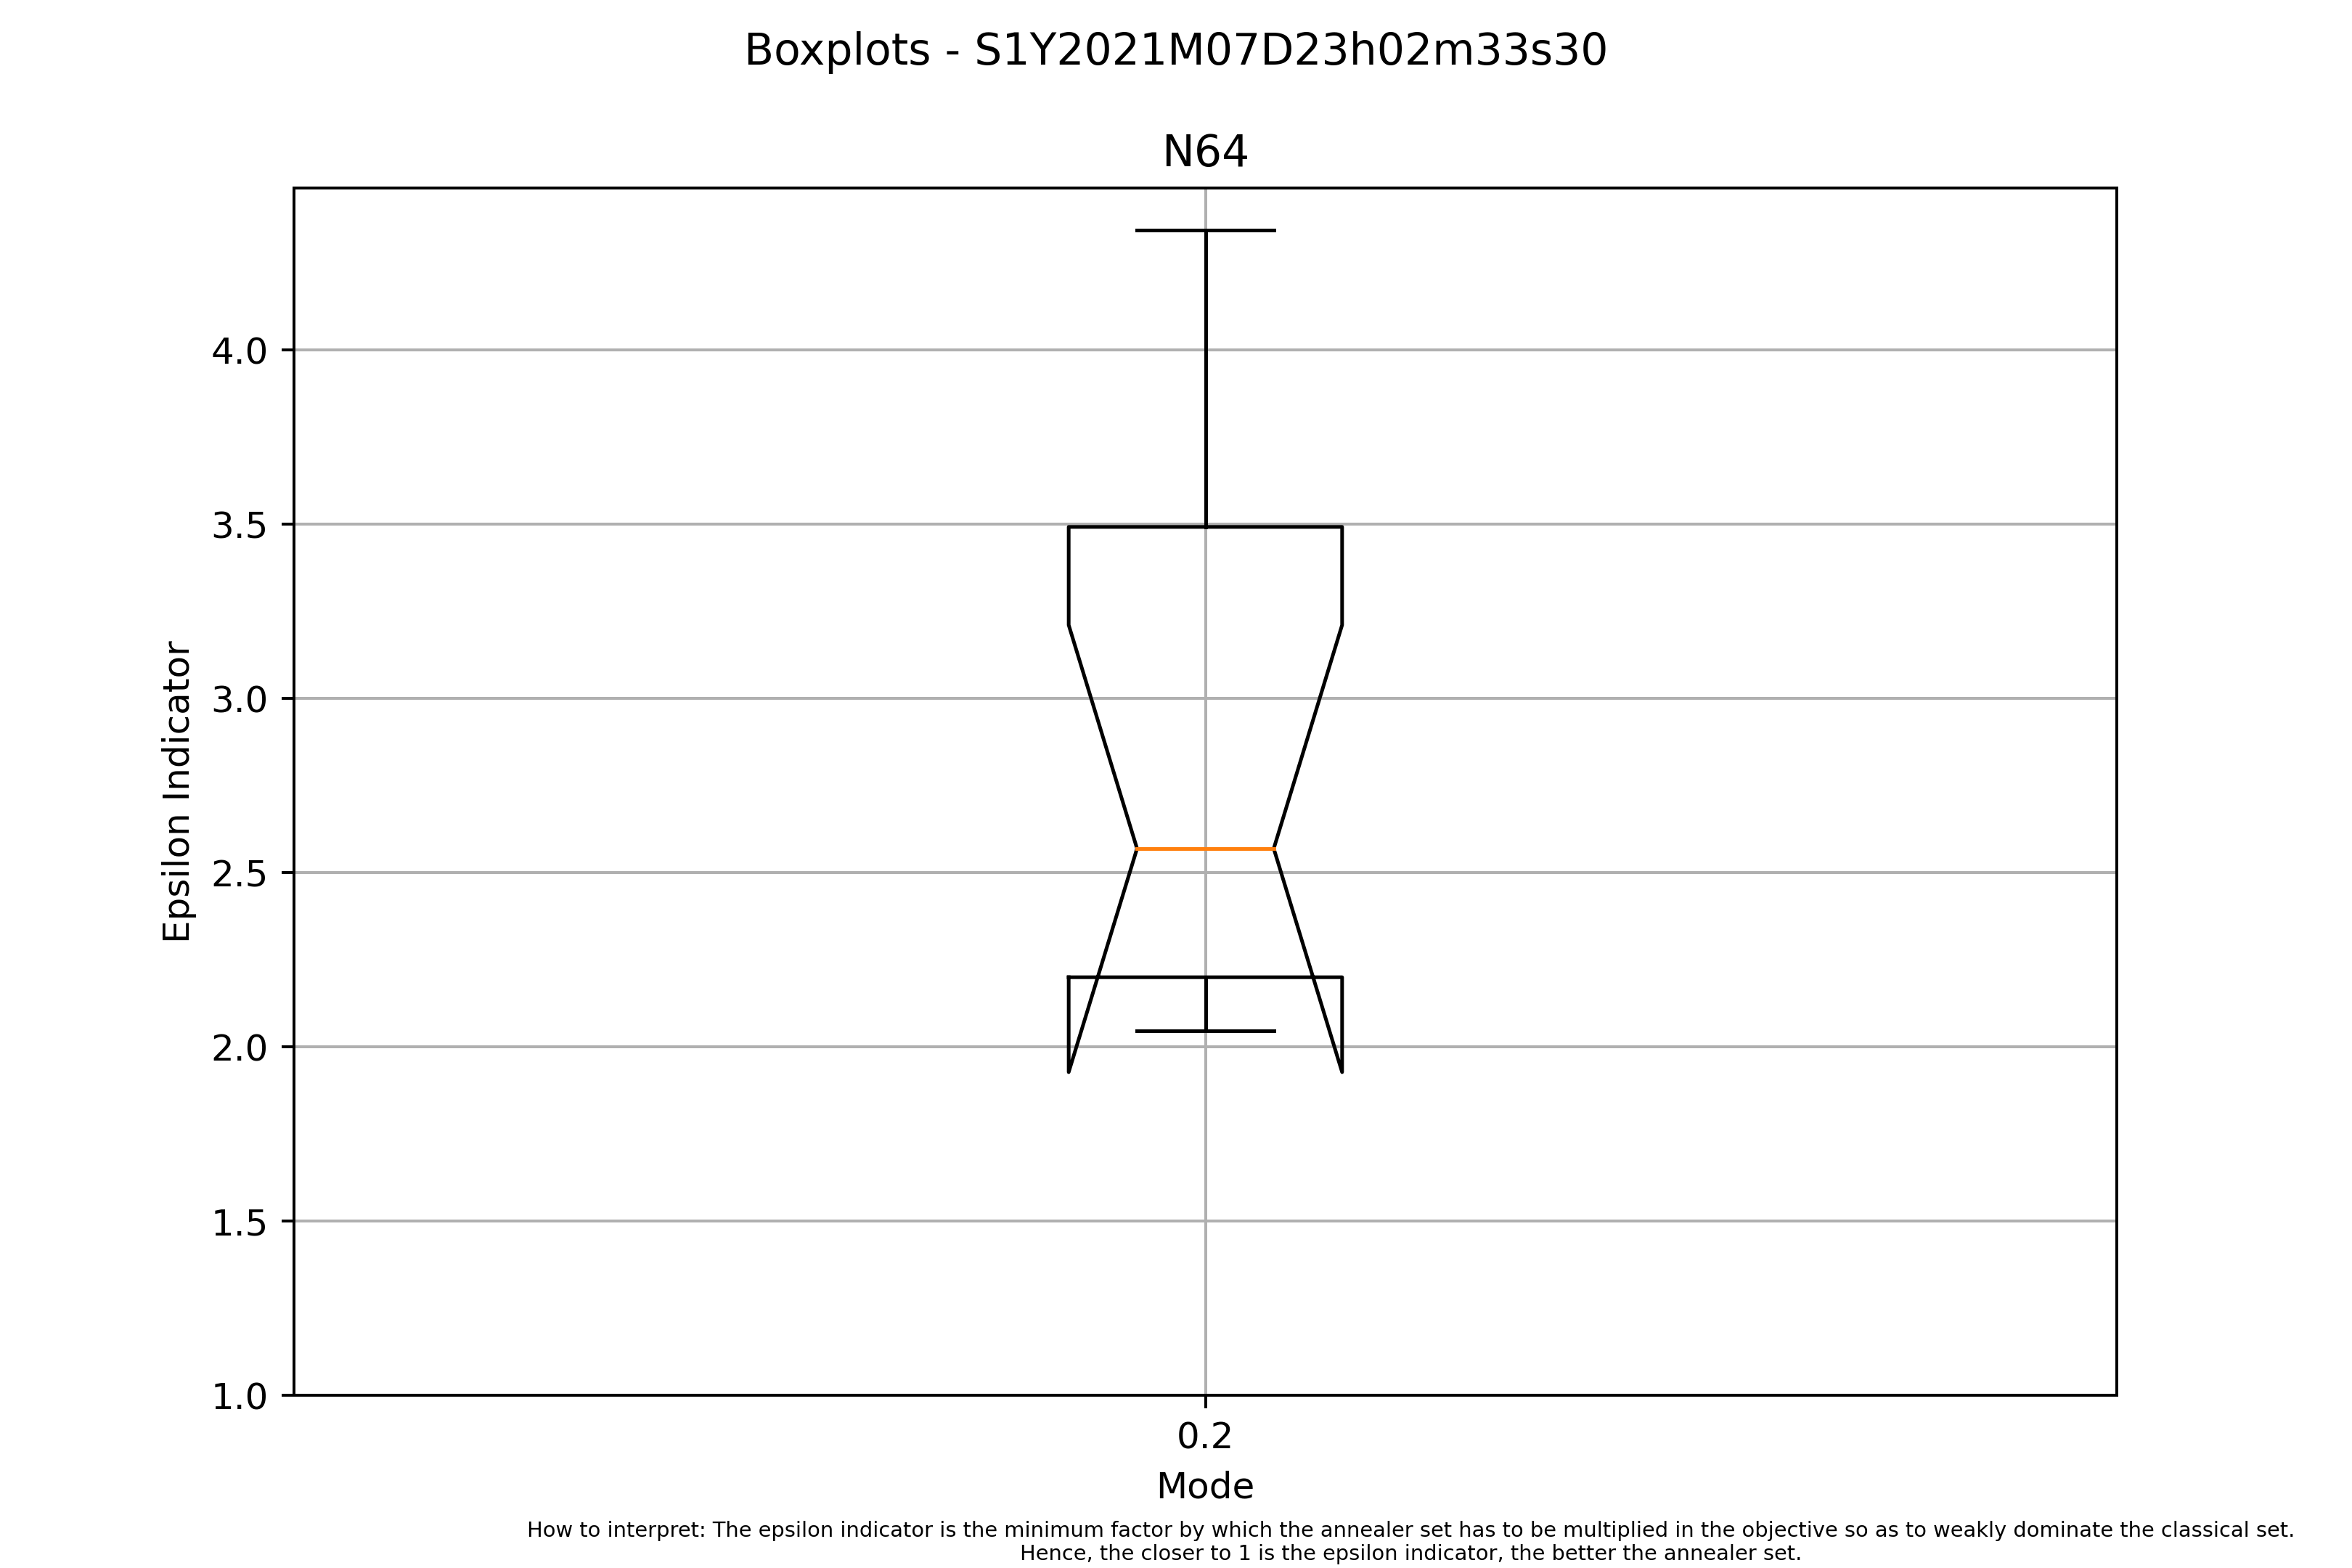 Boxplots - S1Y2021M07D23h02m33s30
N64
Epsilon Indicator
4.0
3.5
3.0
2.5
2.0
1.5
1.0
0.2
Mode
How to interpret: The epsilon indicator is the minimum factor by which the annealer set has to be multiplied in the objective so as to weakly dominate the classical set.
Hence, the closer to 1 is the epsilon indicator, the better the annealer set.